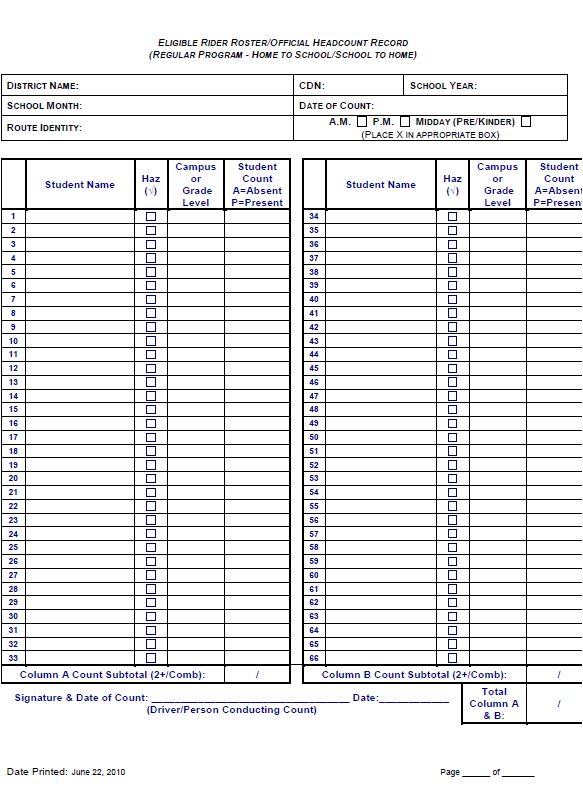 ELIGIBLE RIDER ROSTER/OFFICIAL HEADCOUNT RECORD
(REGULAR PROGRAM - HOME TO SCHOOL/SCHOOL TO HOME)
DISTRICT NAME: CDN: SCHOOL YEAR:
SCHOOL MONTH: DATE OF COUNT:
ROUTE IDENTITY: A.M. P.M. MIDDAY (PRE/KINDER)
(PLACE X IN APPROPRIATE BOX)
Student Name
Haz
(√)
Campus
or
Grade
Level
Student
Count
A=Absent
P=Present
Student Name
Haz
(√)
Campus
or
Grade
Level
Student
Count
A=Absent
P=Present
1 34
2 35
3 36
4 37
5 38
6 39
7 40
8 41
9 42
10 43
11 44
12 45
13 46
14 47
15 48
16 49
17 50
18 51
19 52
20 53
21 54
22 55
23 56
24 57
25 58
26 59
27 60
28 61
29 62
30 63
31 64
32 65
33 66
Column A Count Subtotal (2+/Comb): / Column B Count Subtotal (2+/Comb): /
Signature & Date of Count: ____________________ Date:____________
(Driver/Person Conducting Count)
Total
Column A
& B:
/
Date Printed: June 22, 2010 Page _____ of ______